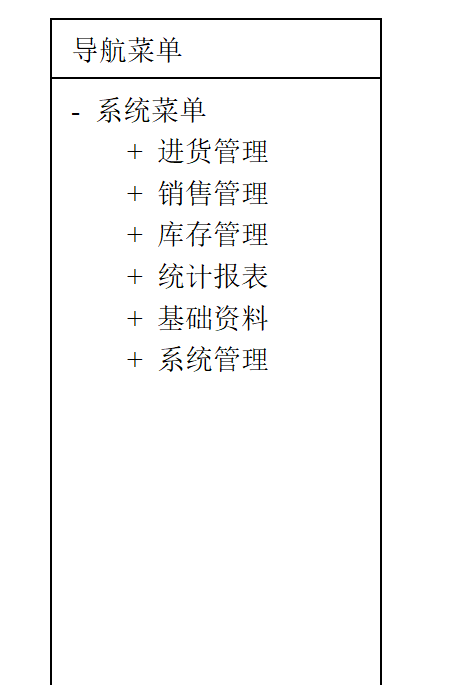 导航菜单
- 系统菜单
+ 进货管理
+ 销售管理
+ 库存管理
+ 统计报表
+ 基础资料
+ 系统管理